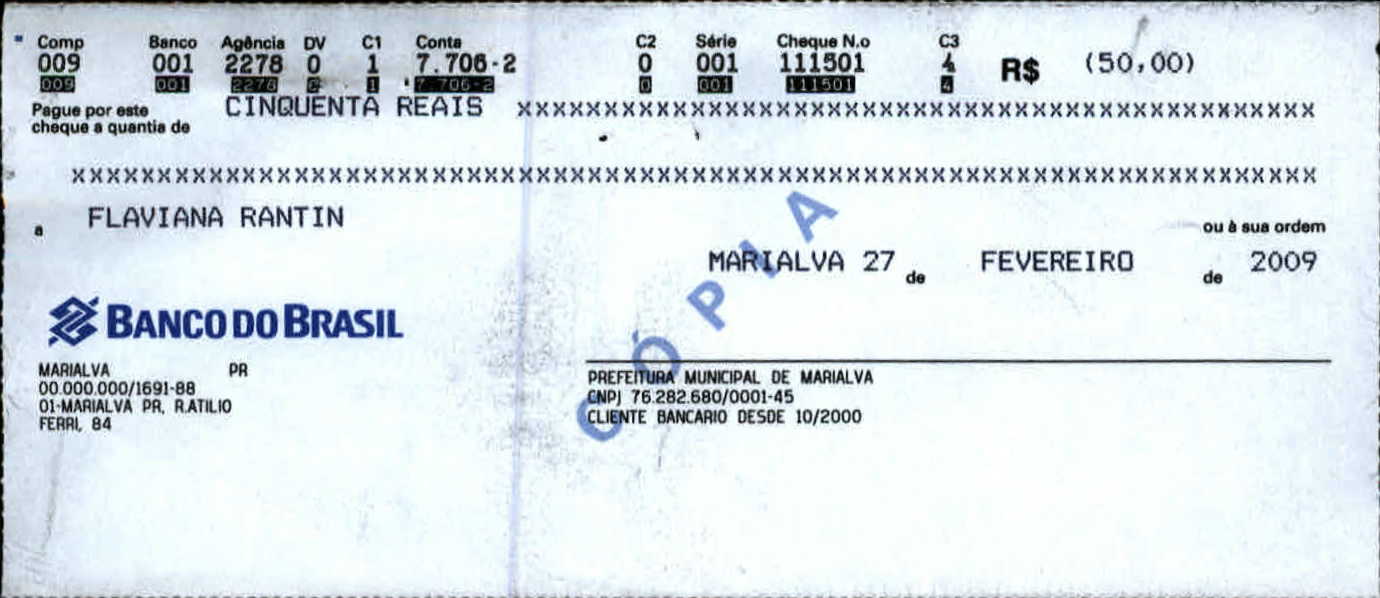 Comp Banco Agência DV C1 Conta C2 Série Cheque N.o C3
009 001 2278 0 1 7.706-2 0 001 111501 4 R$ (50,00)
009 001 2278 0 1 7.706-2 0 001 111501 4
Pague por este CINQUENTA REAIS XXXXXXXXXXXXXXXXXXXXXXXXXXXXXXXXXXXXXXXXXXXXXXXXXXXX
cheque a quantia de
XXXXXXXXXXXXXXXXXXXXXXXXXXXXXXXXXXXXXXXXXXXXXXXXXXXXXXXXXXXXXXXXXXXXXXXXXXXXXXXX
a FLAVIANA RANTIN ou à sua ordem
MARIALVA 27 de FEVEREIRO de 2009
CÓPIA
BANCO DO BRASIL
MARIALVA PR
00.000.000/1691-88
01-MARIALVA PR, R.ATILIO
FERRI, 84
PREFEITURA MUNICIPAL DE MARIALVA
CNPJ 76.282.680/0001-45
CLIENTE BANCARIO DESDE 10/2000